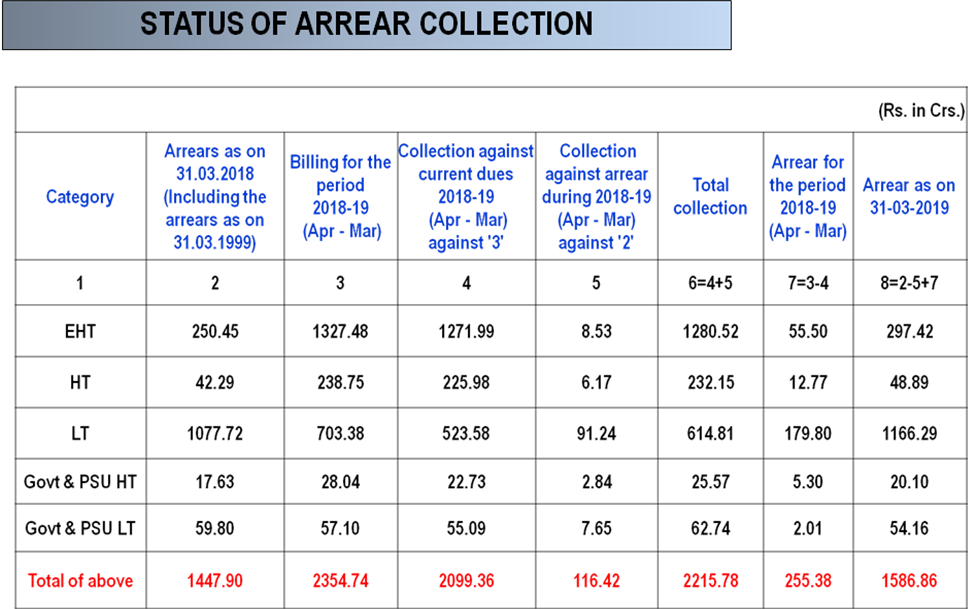 STATUS OF ARREAR COLLECTION
(Rs. in Crs.)
Category
Arrears as on
31.03.2018
(Including the
arrears as on
31.03.1999)
Billing for the
period
2018-19
(Apr - Mar)
Collection against
current dues
2018-19
(Apr - Mar)
against '3'
Collection
against arrear
during 2018-19
(Apr - Mar)
against '2'
Total
collection
Arrear for
the period
2018-19
(Apr - Mar)
Arrear as on
31-03-2019
1 2 3 4 5 6=4+5 7=3-4 8=2-5+7
EHT 250.45 1327.48 1271.99 8.53 1280.52 55.50 297.42
HT 42.29 238.75 225.98 6.17 232.15 12.77 48.89
LT 1077.72 703.38 523.58 91.24 614.81 179.80 1166.29
Govt & PSU HT 17.63 28.04 22.73 2.84 25.57 5.30 20.10
Govt & PSU LT 59.80 57.10 55.09 7.65 62.74 2.01 54.16
Total of above 1447.90 2354.74 2099.36 116.42 2215.78 255.38 1586.86